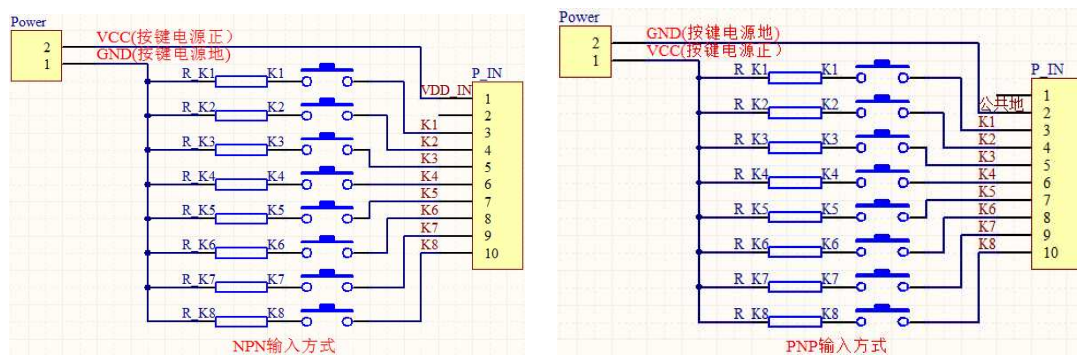 Power
2
1
VCC(按键电源正)
GND(按键电源地)
R_K1 K1
R_K2 K2
R_K3 K3
R_K4 K4
R_K5 K5
R_K6 K6
R_K7 K7
R_K8 K8
P_IN
VDD_IN 1
2
K1 3
K2 4
K3 5
K4 6
K5 7
K6 8
K7 9
K8 10
NPN输入方式
Power
2
1
GND(按键电源地)
VCC(按键电源正)
R_K1 K1
R_K2 K2
R_K3 K3
R_K4 K4
R_K5 K5
R_K6 K6
R_K7 K7
R_K8 K8
P_IN
1
公共地 2
K1 3
K2 4
K3 5
K4 6
K5 7
K6 8
K7 9
K8 10
PNP输入方式